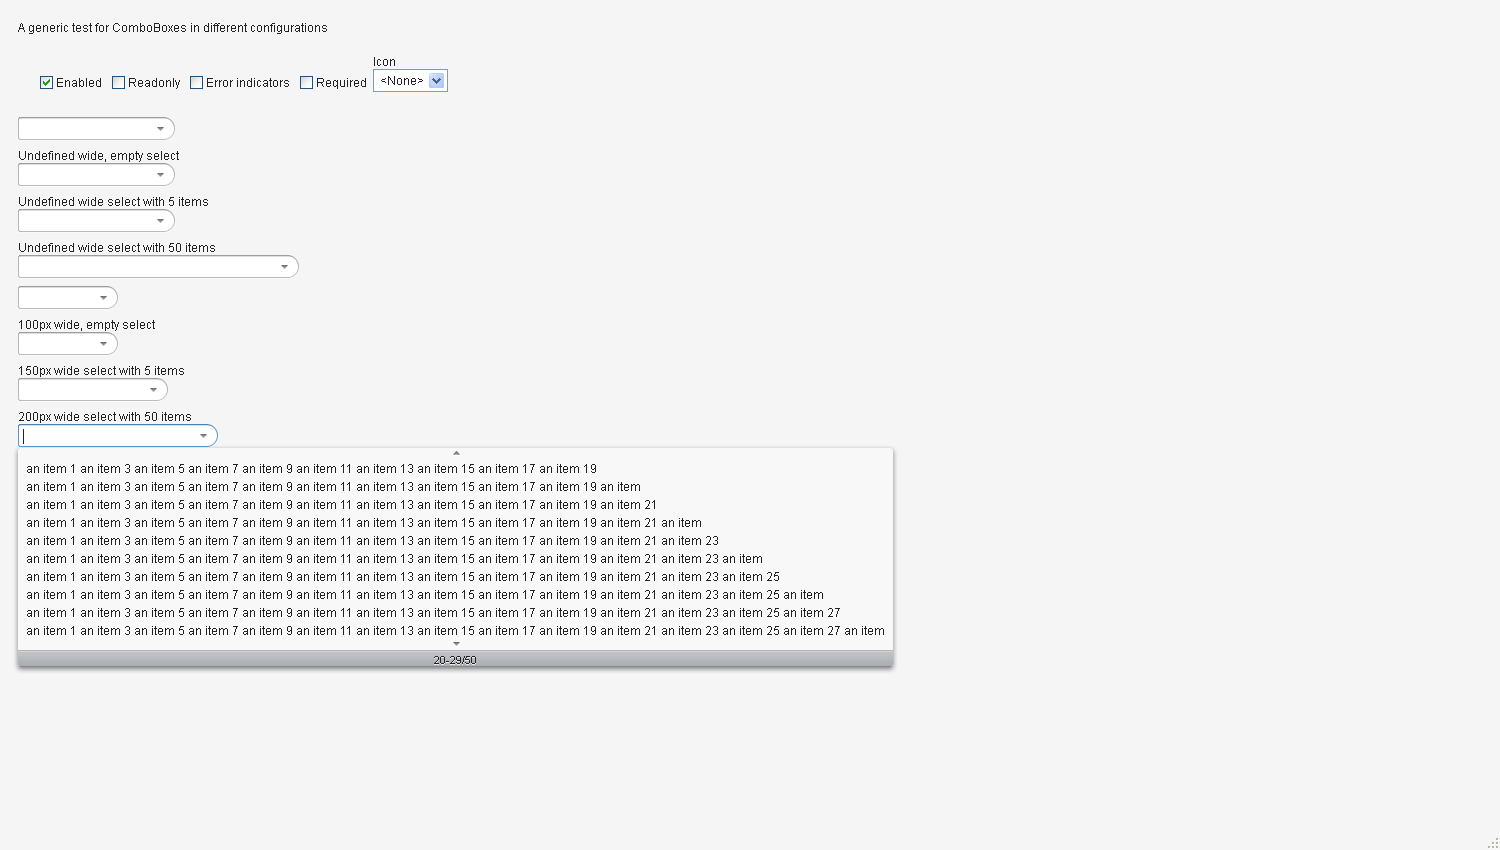 A generic test for ComboBoxes in different configurations
Icon
Enabled Readonly Error indicators Required <None>
Undefined wide, empty select
Undefined wide select with 5 items
Undefined wide select with 50 items
100px wide, empty select
150px wide select with 5 items
200px wide select with 50 items
an item 1 an item 3 an item 5 an item 7 an item 9 an item 11 an item 13 an item 15 an item 17 an item 19
an item 1 an item 3 an item 5 an item 7 an item 9 an item 11 an item 13 an item 15 an item 17 an item 19 an item
an item 1 an item 3 an item 5 an item 7 an item 9 an item 11 an item 13 an item 15 an item 17 an item 19 an item 21
an item 1 an item 3 an item 5 an item 7 an item 9 an item 11 an item 13 an item 15 an item 17 an item 19 an item 21 an item
an item 1 an item 3 an item 5 an item 7 an item 9 an item 11 an item 13 an item 15 an item 17 an item 19 an item 21 an item 23
an item 1 an item 3 an item 5 an item 7 an item 9 an item 11 an item 13 an item 15 an item 17 an item 19 an item 21 an item 23 an item
an item 1 an item 3 an item 5 an item 7 an item 9 an item 11 an item 13 an item 15 an item 17 an item 19 an item 21 an item 23 an item 25
an item 1 an item 3 an item 5 an item 7 an item 9 an item 11 an item 13 an item 15 an item 17 an item 19 an item 21 an item 23 an item 25 an item
an item 1 an item 3 an item 5 an item 7 an item 9 an item 11 an item 13 an item 15 an item 17 an item 19 an item 21 an item 23 an item 25 an item 27
an item 1 an item 3 an item 5 an item 7 an item 9 an item 11 an item 13 an item 15 an item 17 an item 19 an item 21 an item 23 an item 25 an item 27 an item
20-29/50